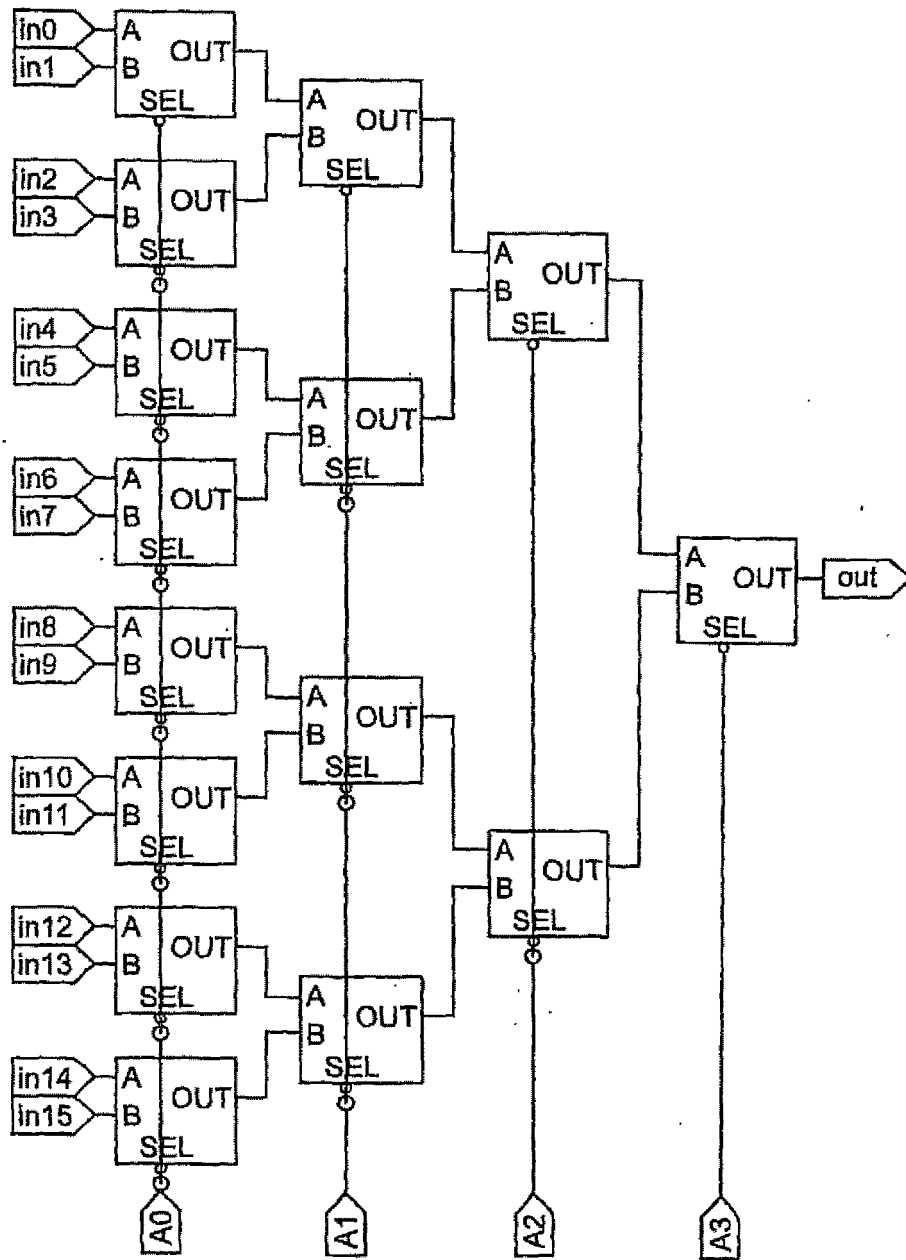 in0 A OUT
in1 B
SEL
A OUT
B
SEL
in2 A OUT
in3 B
SEL
A OUT
B
SEL
in4 A OUT
in5 B
SEL
A OUT
B
SEL
in6 A OUT
in7 B
SEL
A OUT out
B
SEL
in8 A OUT
in9 B
SEL
A OUT
B
SEL
in10 A OUT
in11 B
SEL
A OUT
B
SEL
in12 A OUT
in13 B
SEL
A OUT
B
SEL
in14 A OUT
in15 B
SEL
A0 A1 A2 A3